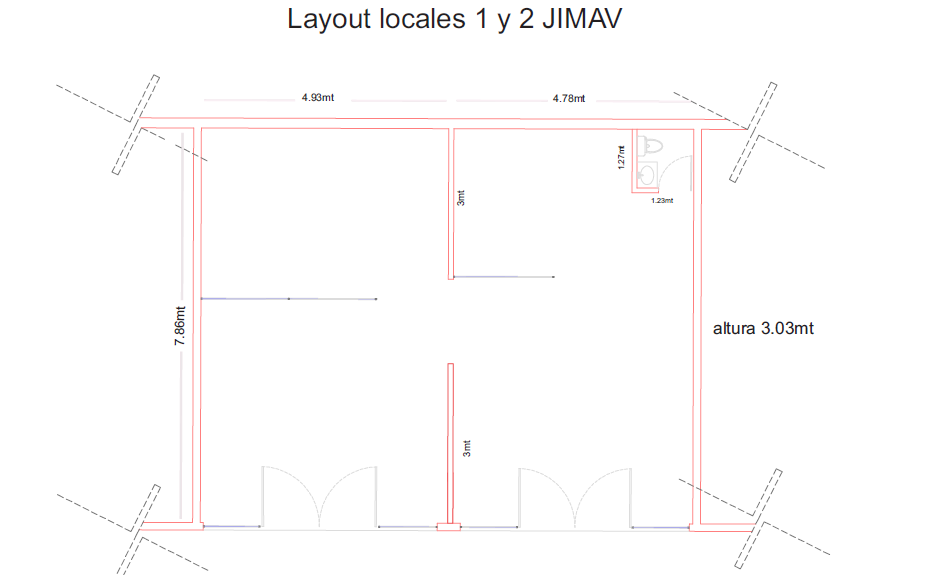 Layout locales 1 y 2 JIMAV
4.93mt
4.78mt
1.27mt
3mt
1.23mt
7.86mt
altura 3.03mt
3mt